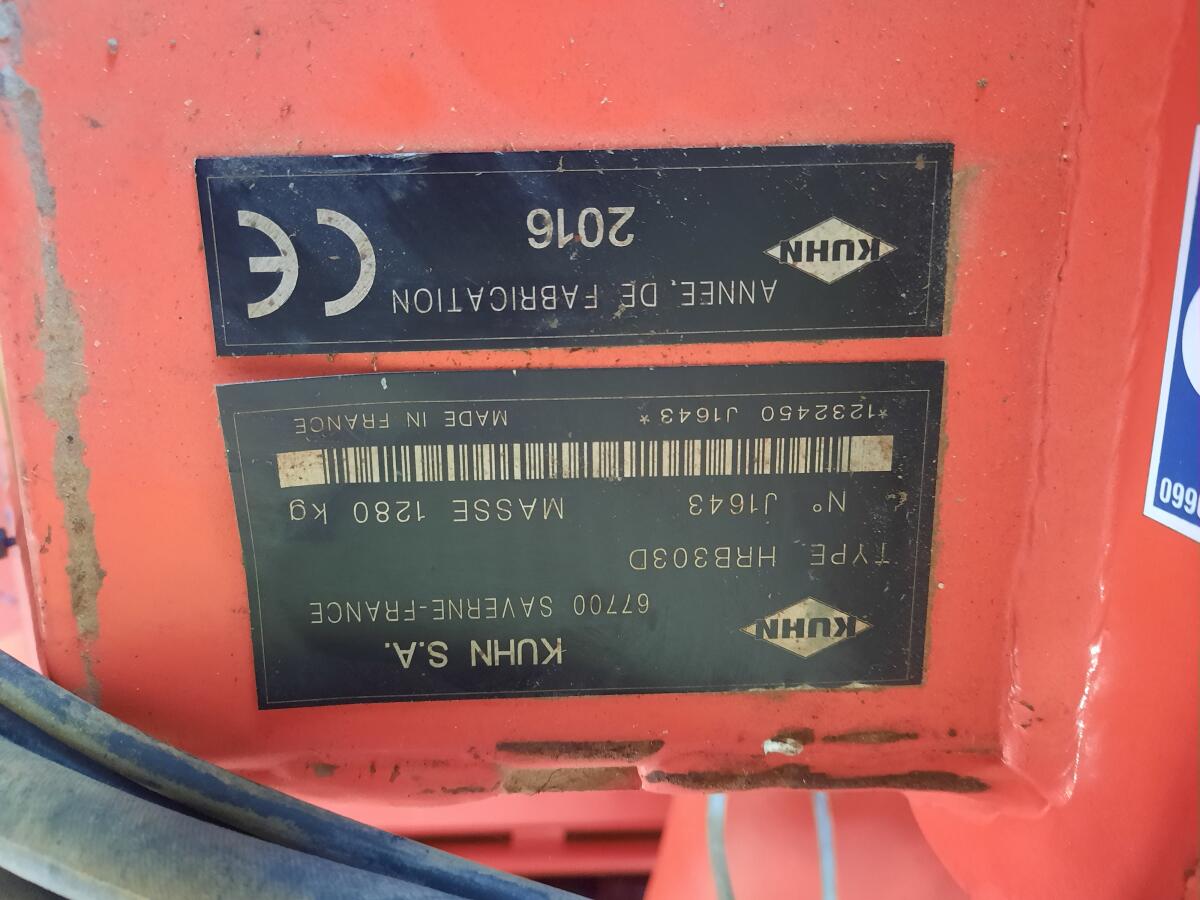 KUHN S.A.
KUHN
67700 SAVERNE-FRANCE
TYPE HRB303D
N° J1643 MASSE 1280 kg
*1232450 J1643* MADE IN FRANCE
ANNEE, DE FABRICATION
KUHN
2016 CE